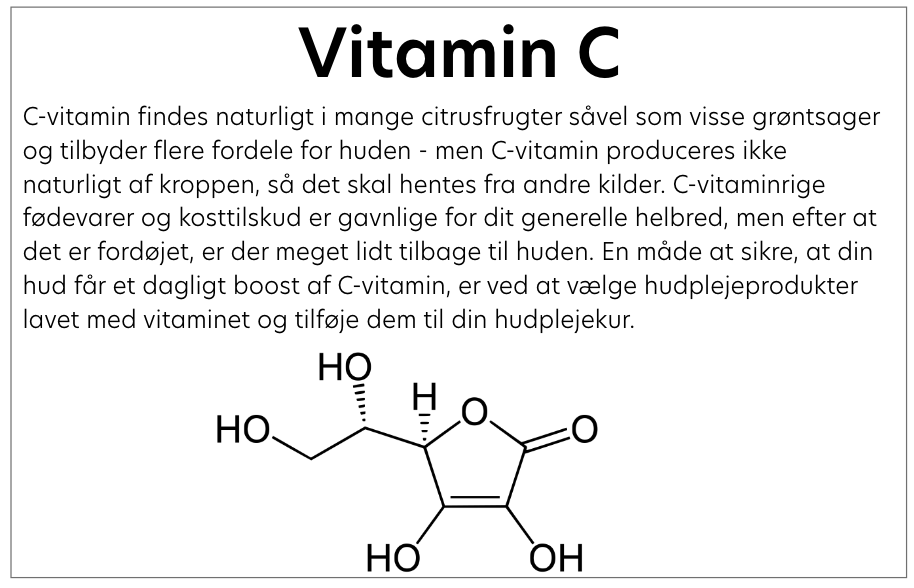 Vitamin C
C-vitamin findes naturligt i mange citrusfrugter såvel som visse grøntsager
og tilbyder flere fordele for huden - men C-vitamin produceres ikke
naturligt af kroppen, så det skal hentes fra andre kilder. C-vitaminrige
fødevarer og kosttilskud er gavnlige for dit generelle helbred, men efter at
det er fordøjet, er der meget lidt tilbage til huden. En måde at sikre, at din
hud får et dagligt boost af C-vitamin, er ved at vælge hudplejeprodukter
lavet med vitaminet og tilføje dem til din hudplejekur.
HO
H
O
HO
O
HO
OH